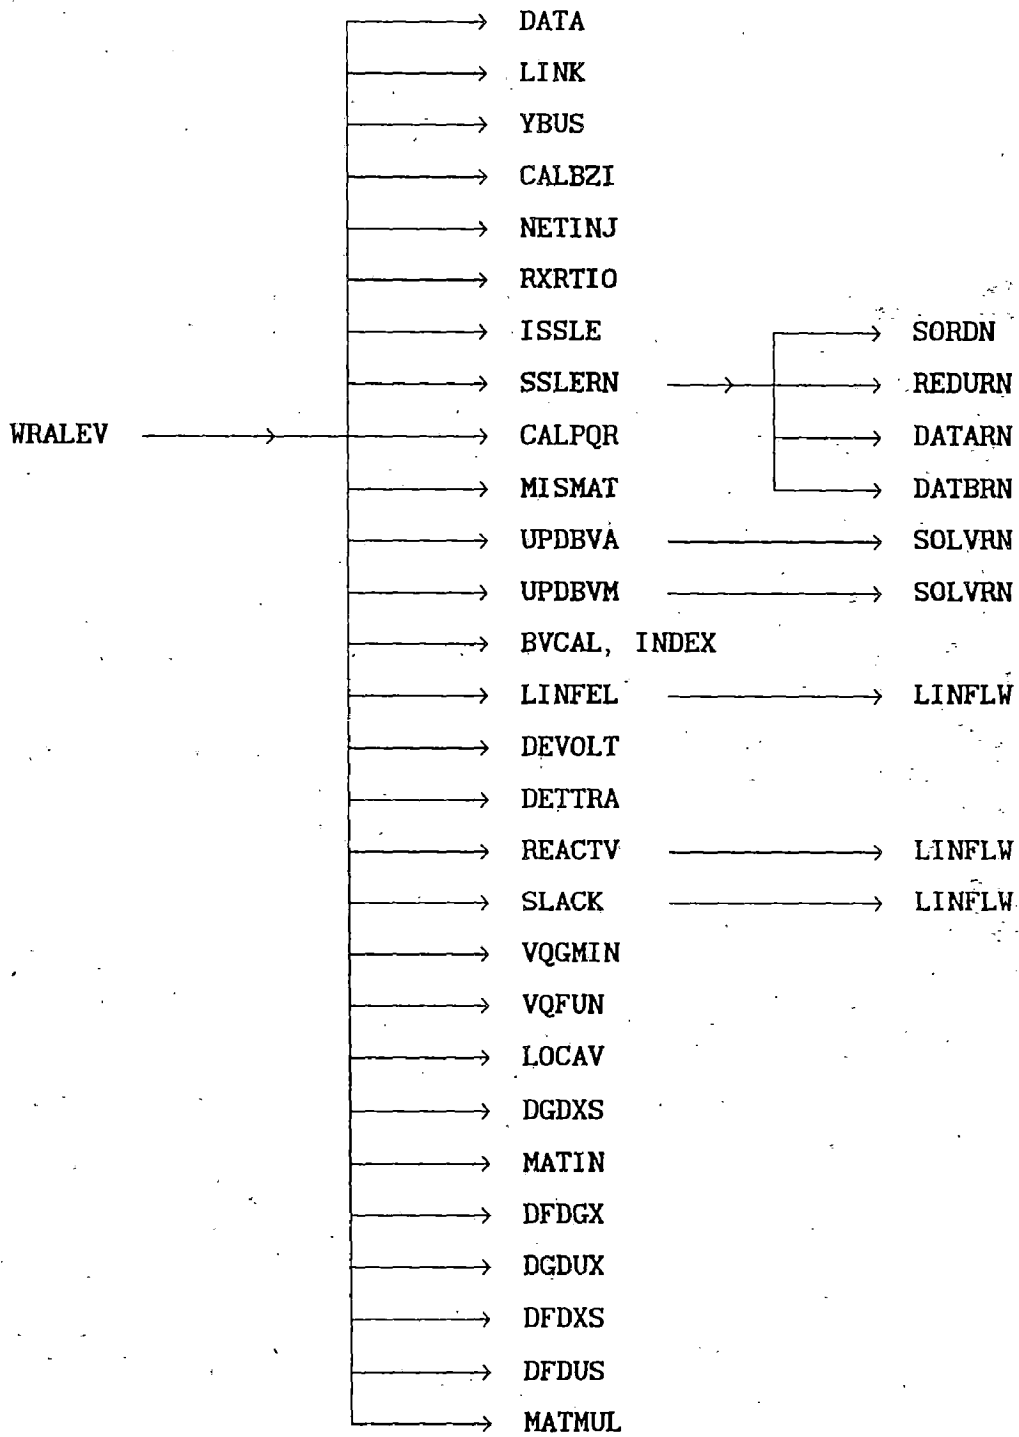 DATA
LINK
YBUS
CALBZI
NETINJ
RXRTIO
ISSLE SORDN
SSLERN REDURN
WRALEV CALPQR DATARN
MISMAT DATBRN
UPDBVA SOLVRN
UPDBVM SOLVRN
BVCAL, INDEX
LINFEL LINFLW
DEVOLT
DETTRA
REACTV LINFLW
SLACK LINFLW
VQGMIN
VQFUN
LOCAV
DGDXS
MATIN
DFDGX
DGDUX
DFDXS
DFDUS
MATMUL